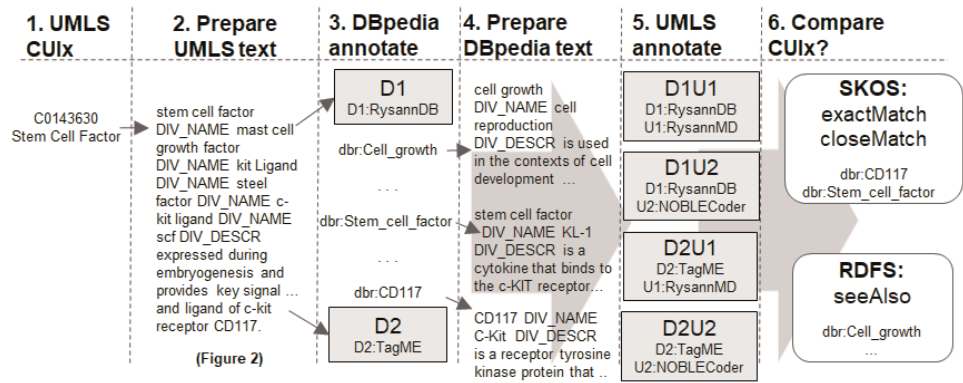 1. UMLS
CUIx
2. Prepare
UMLS text
3. DBpedia
annotate
4. Prepare
DBpedia text
5. UMLS
annotate
6. Compare
CUIx?
C0143630
Stem Cell Factor
stem cell factor
DIV_NAME mast cell
growth factor
DIV_NAME kit Ligand
DIV_NAME steel
factor DIV_NAME c-
kit ligand DIV_NAME
scf DIV_DESCR
expressed during
embryogenesis and
provides key signal ...
and ligand of c-kit
receptor CD117.
(Figure 2)
D1
D1:RysannDB
dbr:Cell_growth
. . .
dbr:Stem_cell_factor
. . .
dbr:CD117
D2
D2:TagME
cell growth
DIV_NAME cell
reproduction
DIV_DESCR is used
in the contexts of cell
development ...
stem cell factor
DIV_NAME KL-1
DIV_DESCR is a
cytokine that binds to
the c-KIT receptor...
CD117 DIV_NAME
C-Kit DIV_DESCR
is a receptor tyrosine
kinase protein that ..
D1U1
D1:RysannDB
U1:RysannMD
D1U2
D1:RysannDB
U2:NOBLECoder
D2U1
D2:TagME
U1:RysannMD
D2U2
D2:TagME
U2:NOBLECoder
SKOS:
exactMatch
closeMatch
dbr:CD117
dbr:Stem_cell_factor
RDFS:
seeAlso
dbr:Cell_growth
...